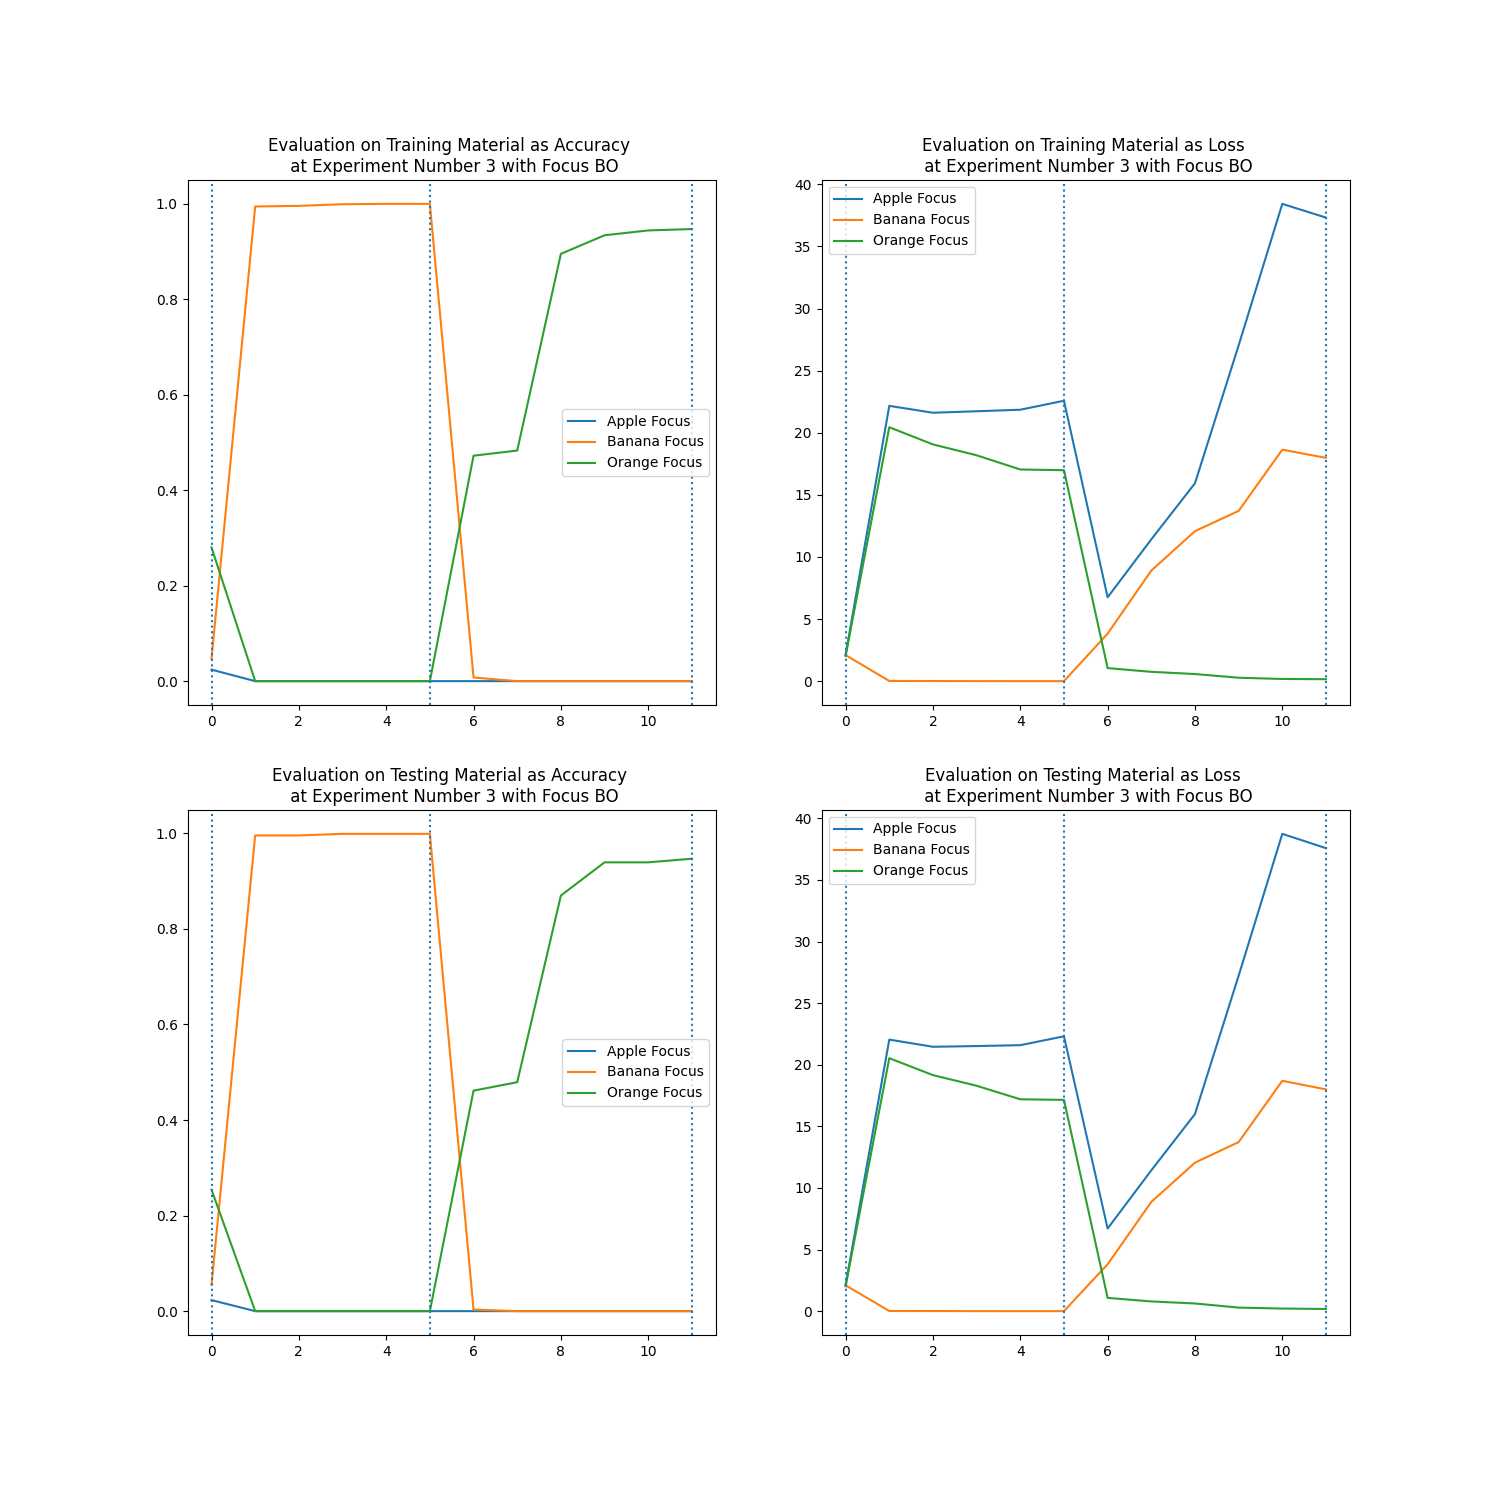 Evaluation on Training Material as Accuracy
at Experiment Number 3 with Focus BO
1.0
0.8
0.6
0.4
0.2
0.0
Apple Focus
Banana Focus
Orange Focus
0 2 4 6 8 10
Evaluation on Training Material as Loss
at Experiment Number 3 with Focus BO
40
35
30
25
20
15
10
5
0
Apple Focus
Banana Focus
Orange Focus
0 2 4 6 8 10
Evaluation on Testing Material as Accuracy
at Experiment Number 3 with Focus BO
1.0
0.8
0.6
0.4
0.2
0.0
Apple Focus
Banana Focus
Orange Focus
0 2 4 6 8 10
Evaluation on Testing Material as Loss
at Experiment Number 3 with Focus BO
40
35
30
25
20
15
10
5
0
Apple Focus
Banana Focus
Orange Focus
0 2 4 6 8 10